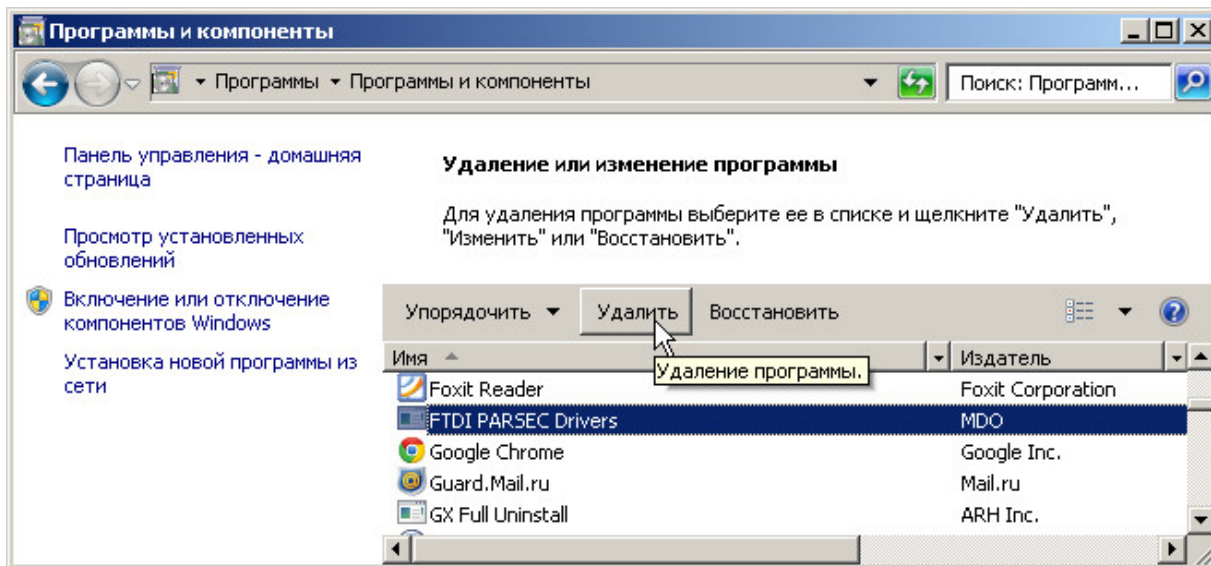 Программы и компоненты
Программы Программы и компоненты
Поиск: Программ...
Панель управления - домашняя
страница
Просмотр установленных
обновлений
Включение или отключение
компонентов Windows
Установка новой программы из
сети
Удаление или изменение программы
Для удаления программы выберите ее в списке и щелкните "Удалить",
"Изменить" или "Восстановить".
Упорядочить Удалить Восстановить
Имя Издатель
Удаление программы.
Foxit Reader Foxit Corporation
FTDI PARSEC Drivers MDO
Google Chrome Google Inc.
Guard.Mail.ru Mail.ru
GX Full Uninstall ARH Inc.